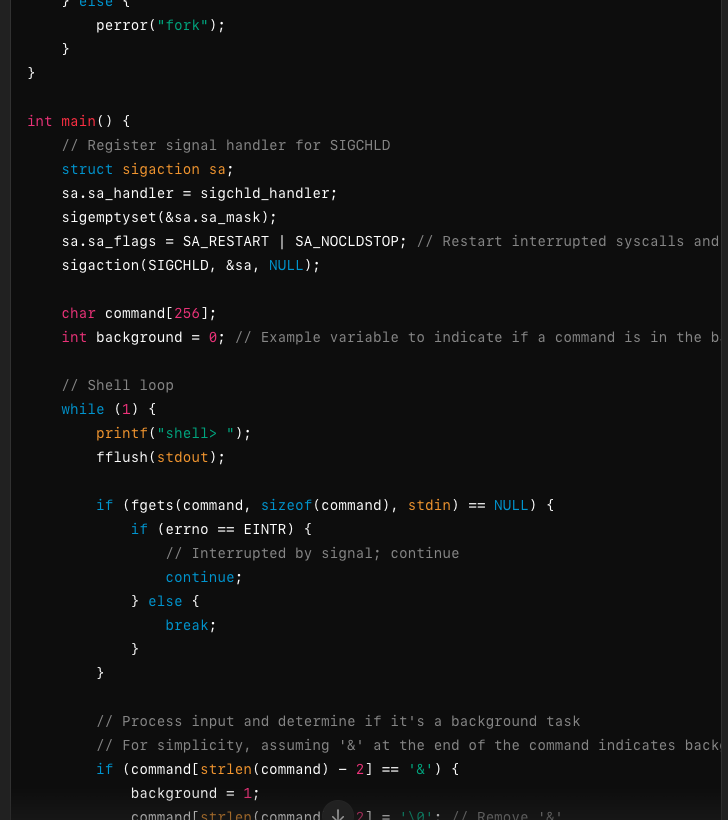 } else {
perror("fork");
}
}
int main() {
// Register signal handler for SIGCHLD
struct sigaction sa;
sa.sa_handler = sigchld_handler;
sigemptyset(&sa.sa_mask);
sa.sa_flags = SA_RESTART | SA_NOCLDSTOP; // Restart interrupted syscalls and
sigaction(SIGCHLD, &sa, NULL);
char command[256];
int background = 0; // Example variable to indicate if a command is in the
// Shell loop
while (1) {
printf("shell> ");
fflush(stdout);
if (fgets(command, sizeof(command), stdin) == NULL) {
if (errno == EINTR) {
// Interrupted by signal; continue
continue;
} else {
break;
}
}
// Process input and determine if it's a background task
// For simplicity, assuming '&' at the end of the command indicates
if (command[strlen(command) - 2] == '&') {
background = 1;
command[strlen(command 2] = '\0'; // Remove '&'